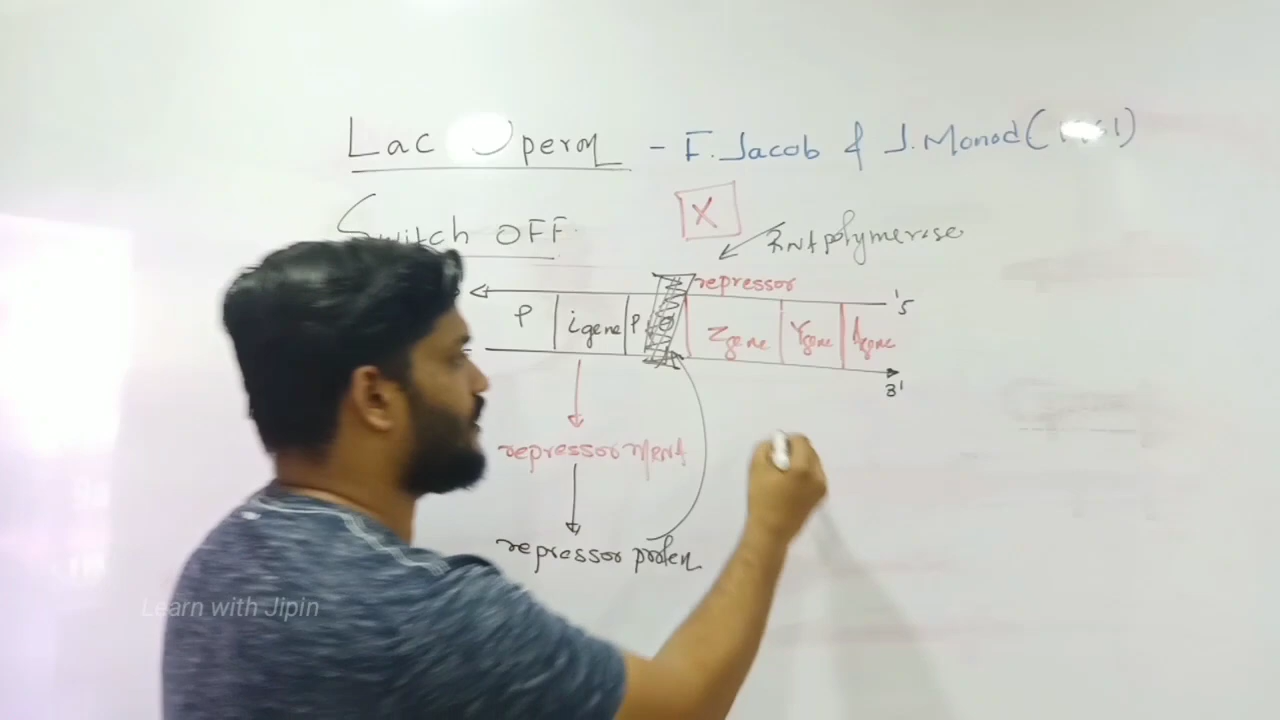 Lac Operon - F. Jacob & J. Monod (1961)
Switch OFF
X
RNA polymerase
repressor
'5
P i gene P O Z gene Y gene A gene
3'
repressor mRNA
repressor protein
Learn with Jipin